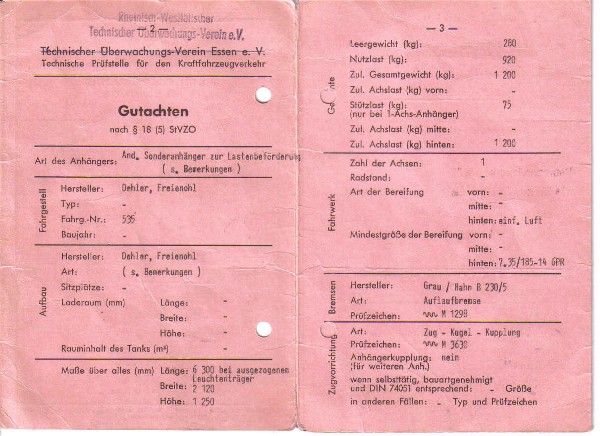 Rheinisch-Westfälischer
Technischer Überwachungs-Verein e.V.
— 2 —
Technischer Überwachungs-Verein Essen e. V.
Technische Prüfstelle für den Kraftfahrzeugverkehr
Gutachten
nach § 18 (5) StVZO
Art des Anhängers: And. Sonderanhänger zur Lastenbeförderung
( s. Bemerkungen )
Fahrgestell
Hersteller: Oehler, Freienohl
Typ: -
Fahrg.-Nr.: 535
Baujahr: -
Aufbau
Hersteller: Oehler, Freienohl
Art: ( s. Bemerkungen )
Sitzplätze: -
Laderaum (mm) Länge: -
Breite: -
Höhe: -
Rauminhalt des Tanks (m³) -
Maße über alles (mm) Länge: 6 300 bei ausgezogenem
Leuchtenträger
Breite: 2 120
Höhe: 1 250
— 3 —
Leergewicht (kg): 280
Nutzlast (kg): 920
Zul. Gesamtgewicht (kg): 1 200
Zul. Achslast (kg) vorn: -
Stützlast (kg): 75
(nur bei 1-Achs-Anhänger)
Zul. Achslast (kg) mitte: -
Zul. Achslast (kg) hinten: 1 200
Fahrwerk
Zahl der Achsen: 1
Radstand: -
Art der Bereifung vorn: -
mitte: -
hinten: einf. Luft
Mindestgröße der Bereifung vorn: -
mitte: -
hinten: 7.35/185-14 6PR
Bremsen
Hersteller: Grau / Hahn B 230/5
Art: Auflaufbremse
Prüfzeichen: M 1298
Zugvorrichtung
Art: Zug - Kugel - Kupplung
Prüfzeichen: M 3630
Anhängerkupplung: nein
(für weiteren Anh.)
wenn selbsttätig, bauartgenehmigt
und DIN 74051 entsprechend: - Größe
in anderen Fällen: - Typ und Prüfzeichen